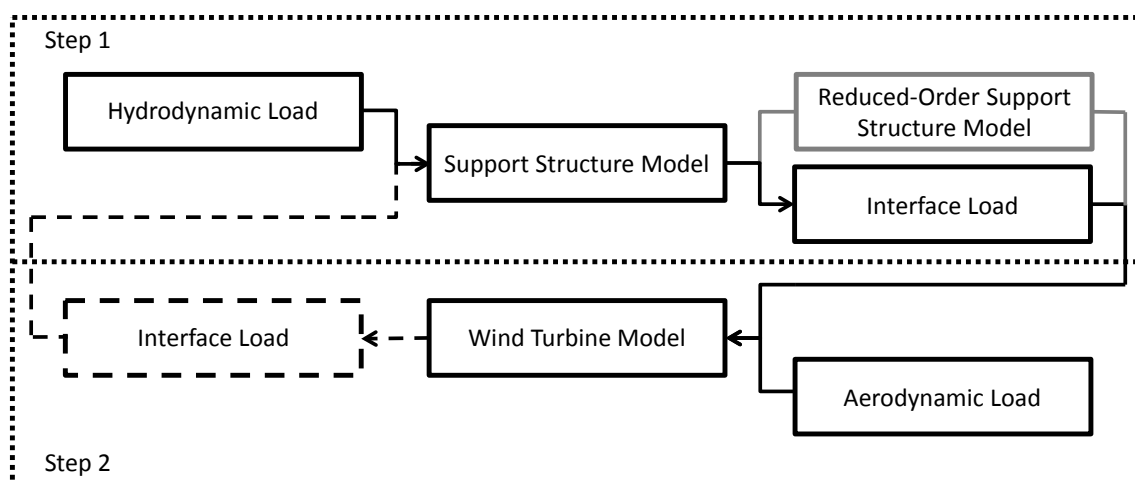 Step 1
Hydrodynamic Load
Support Structure Model
Reduced-Order Support
Structure Model
Interface Load
Interface Load
Wind Turbine Model
Aerodynamic Load
Step 2